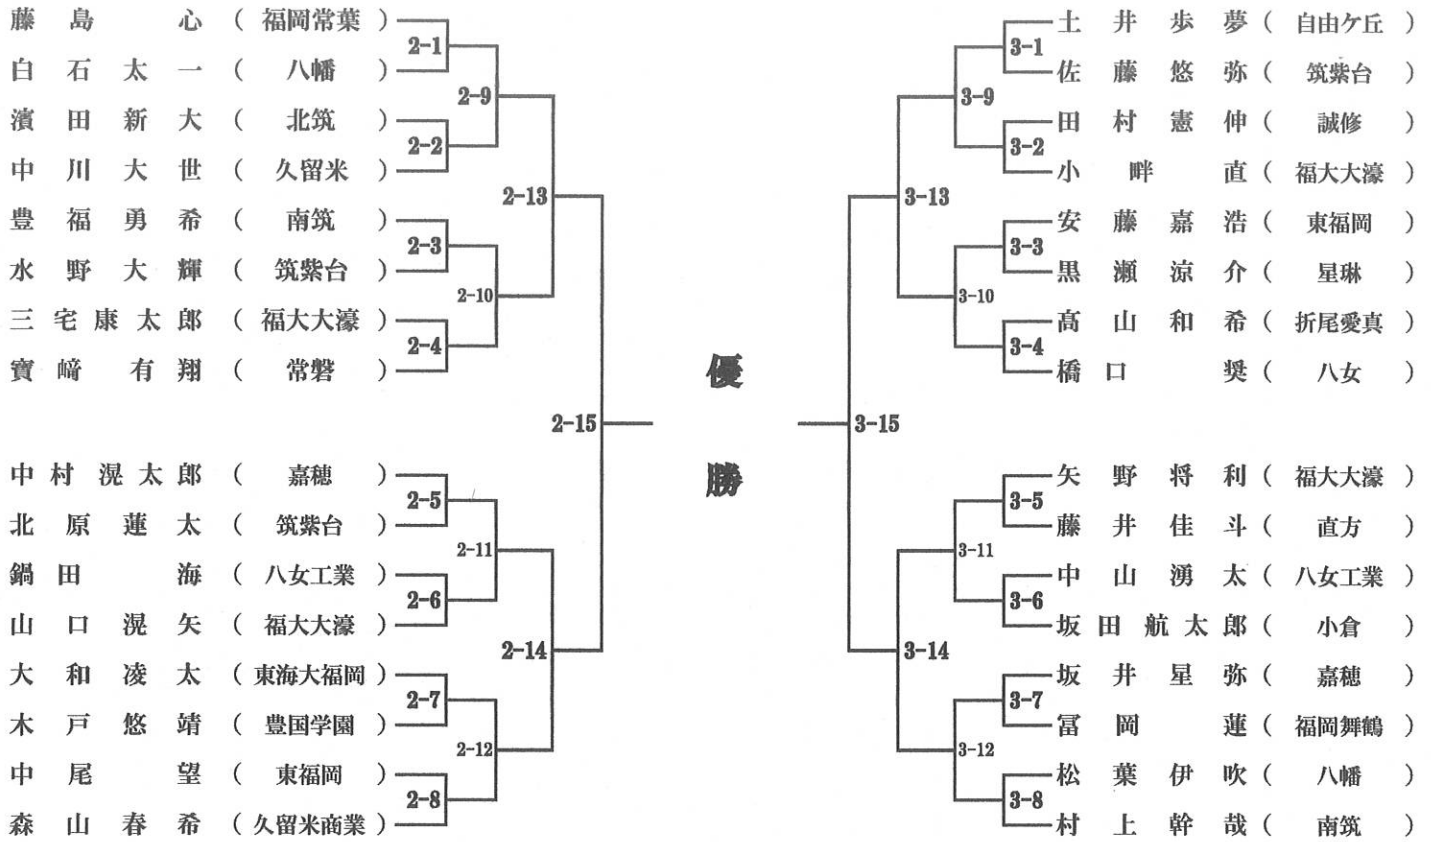 藤島心（福岡常葉）
2-1
白石太一（八幡）
2-9
濱田新大（北筑）
2-2
中川大世（久留米）
2-13
豊福勇希（南筑）
2-3
水野大輝（筑紫台）
2-10
三宅康太郎（福大大濠）
2-4
寶﨑有翔（常磐）
2-15
中村滉太郎（嘉穂）
2-5
北原蓮太（筑紫台）
2-11
鍋田海（八女工業）
2-6
山口滉矢（福大大濠）
2-14
大和凌太（東海大福岡）
2-7
木戸悠靖（豊国学園）
2-12
中尾望（東福岡）
2-8
森山春希（久留米商業）
優
勝
土井歩夢（自由ケ丘）
3-1
佐藤悠弥（筑紫台）
3-9
田村憲伸（誠修）
3-2
小畔直（福大大濠）
3-13
安藤嘉浩（東福岡）
3-3
黒瀬涼介（星琳）
3-10
髙山和希（折尾愛真）
3-4
橋口奨（八女）
3-15
矢野将利（福大大濠）
3-5
藤井佳斗（直方）
3-11
中山湧太（八女工業）
3-6
坂田航太郎（小倉）
3-14
坂井星弥（嘉穂）
3-7
冨岡蓮（福岡舞鶴）
3-12
松葉伊吹（八幡）
3-8
村上幹哉（南筑）